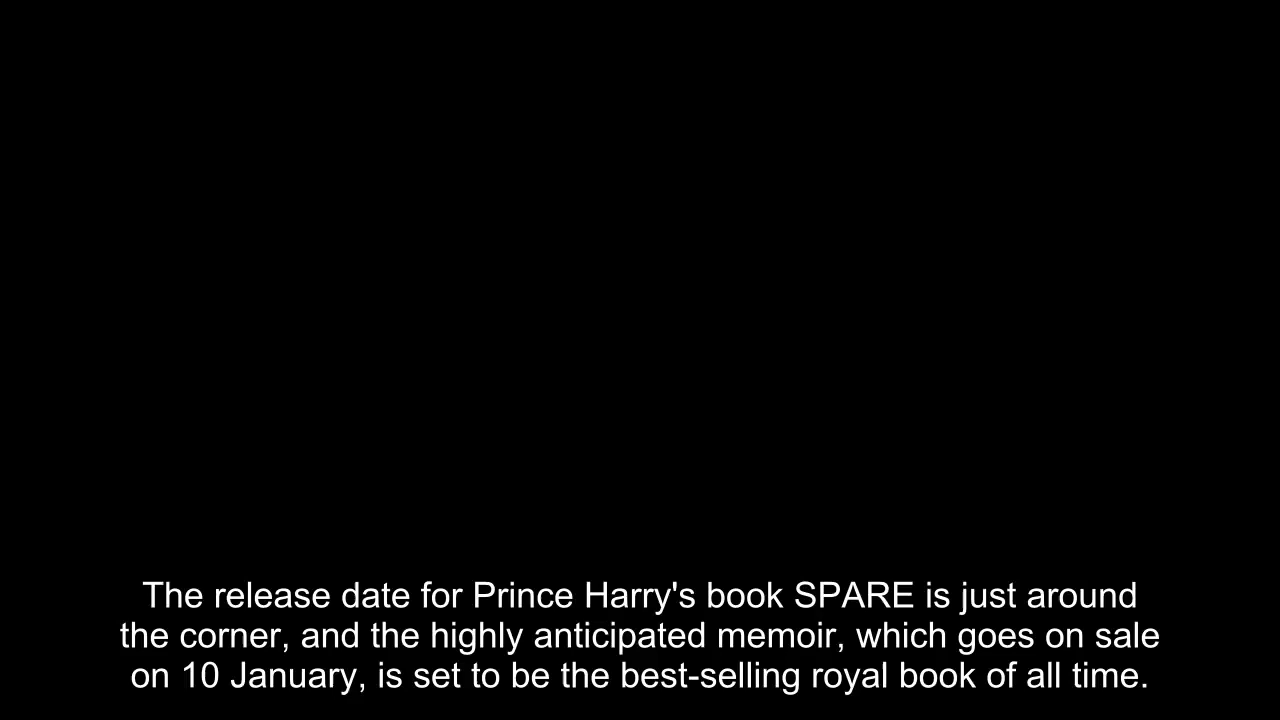 The release date for Prince Harry's book SPARE is just around
the corner, and the highly anticipated memoir, which goes on sale
on 10 January, is set to be the best-selling royal book of all time.